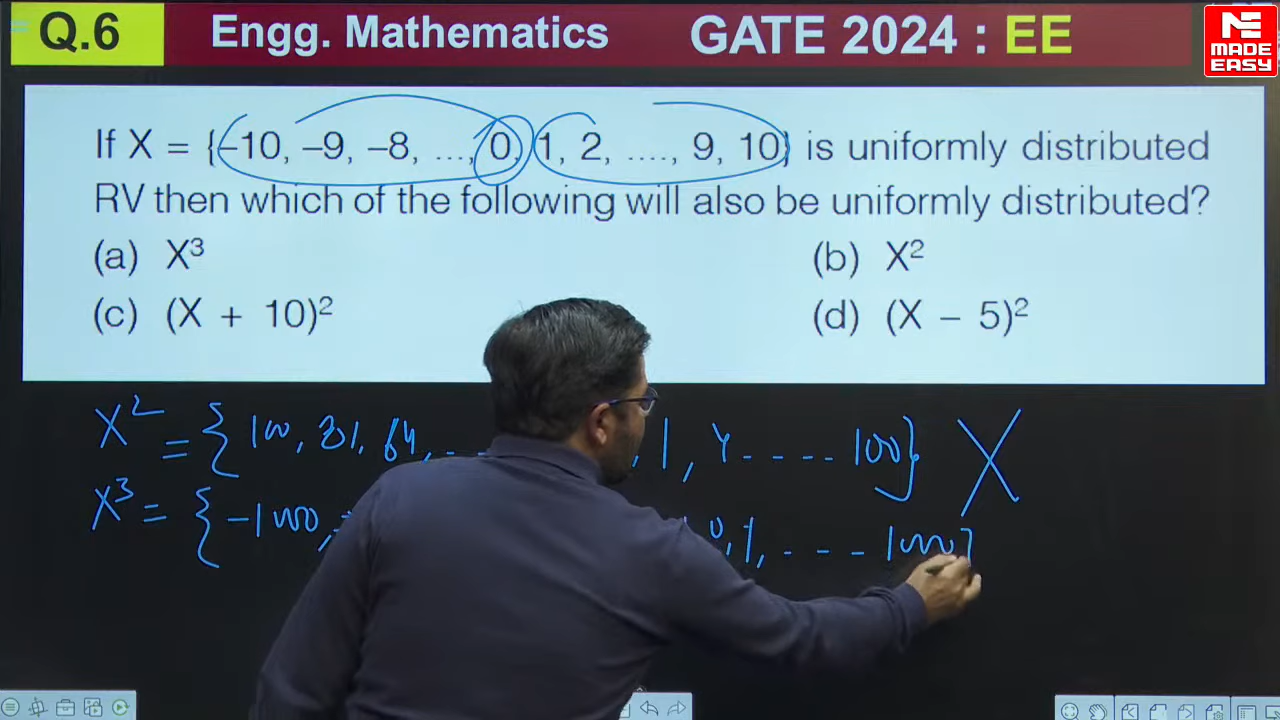 Q.6 Engg. Mathematics GATE 2024 : EE
MADE
EASY
If X = {–10, –9, –8, ..., 0, 1, 2, ...., 9, 10} is uniformly distributed
RV then which of the following will also be uniformly distributed?
(a) X³ (b) X²
(c) (X + 10)² (d) (X – 5)²
X² = {100, 81, 64, ... , 1, 4 .... 100} X
X³ = {-1000, 0, 1, ... 1000}